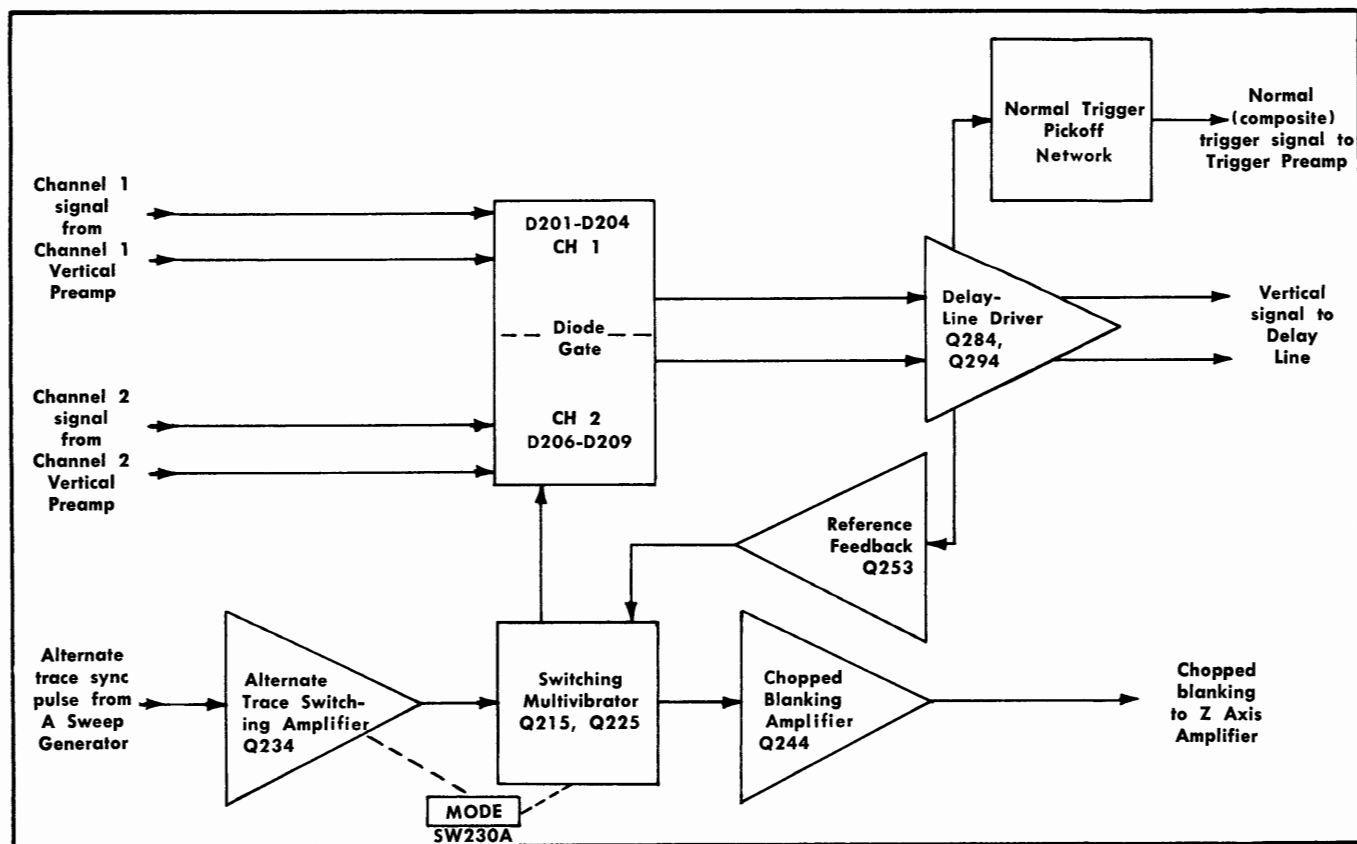 Normal Trigger
Pickoff
Network
Normal
(composite)
trigger signal to
Trigger Preamp
Channel 1
signal
from
Channel 1
Vertical
Preamp
D201-D204
CH 1
Diode
Gate
CH 2
D206-D209
Delay-
Line Driver
Q284,
Q294
Vertical
signal to
Delay
Line
Channel 2
signal
from
Channel 2
Vertical
Preamp
Reference
Feedback
Q253
Alternate
trace sync
pulse from
A Sweep
Generator
Alternate
Trace Switch-
ing Amplifier
Q234
Switching
Multivibrator
Q215, Q225
Chopped
Blanking
Amplifier
Q244
Chopped
blanking
to Z Axis
Amplifier
MODE
SW230A